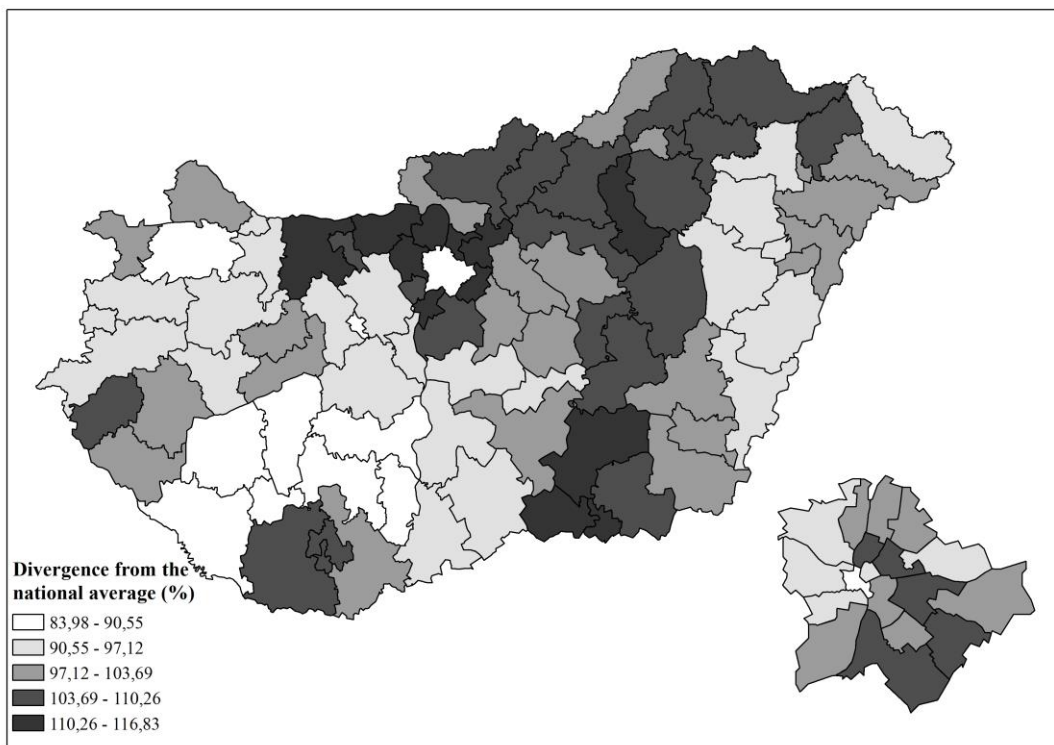 Divergence from the
national average (%)
83,98 - 90,55
90,55 - 97,12
97,12 - 103,69
103,69 - 110,26
110,26 - 116,83